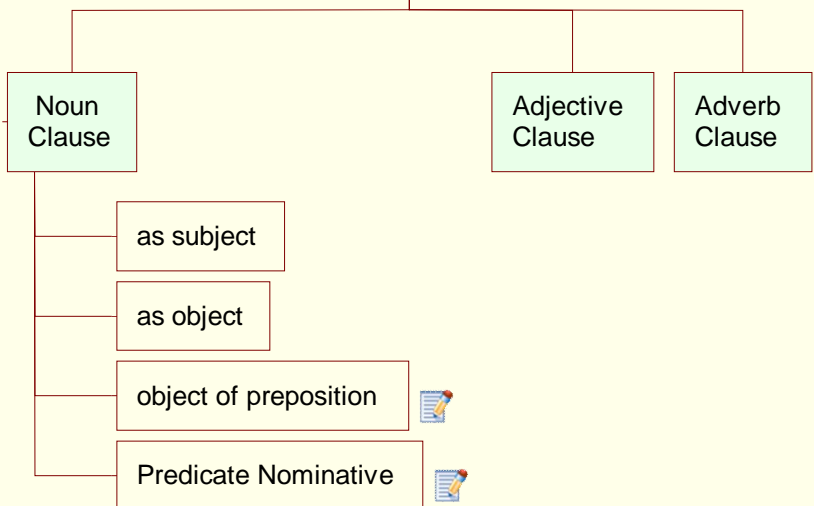 Noun
Clause
Adjective
Clause
Adverb
Clause
as subject
as object
object of preposition
Predicate Nominative